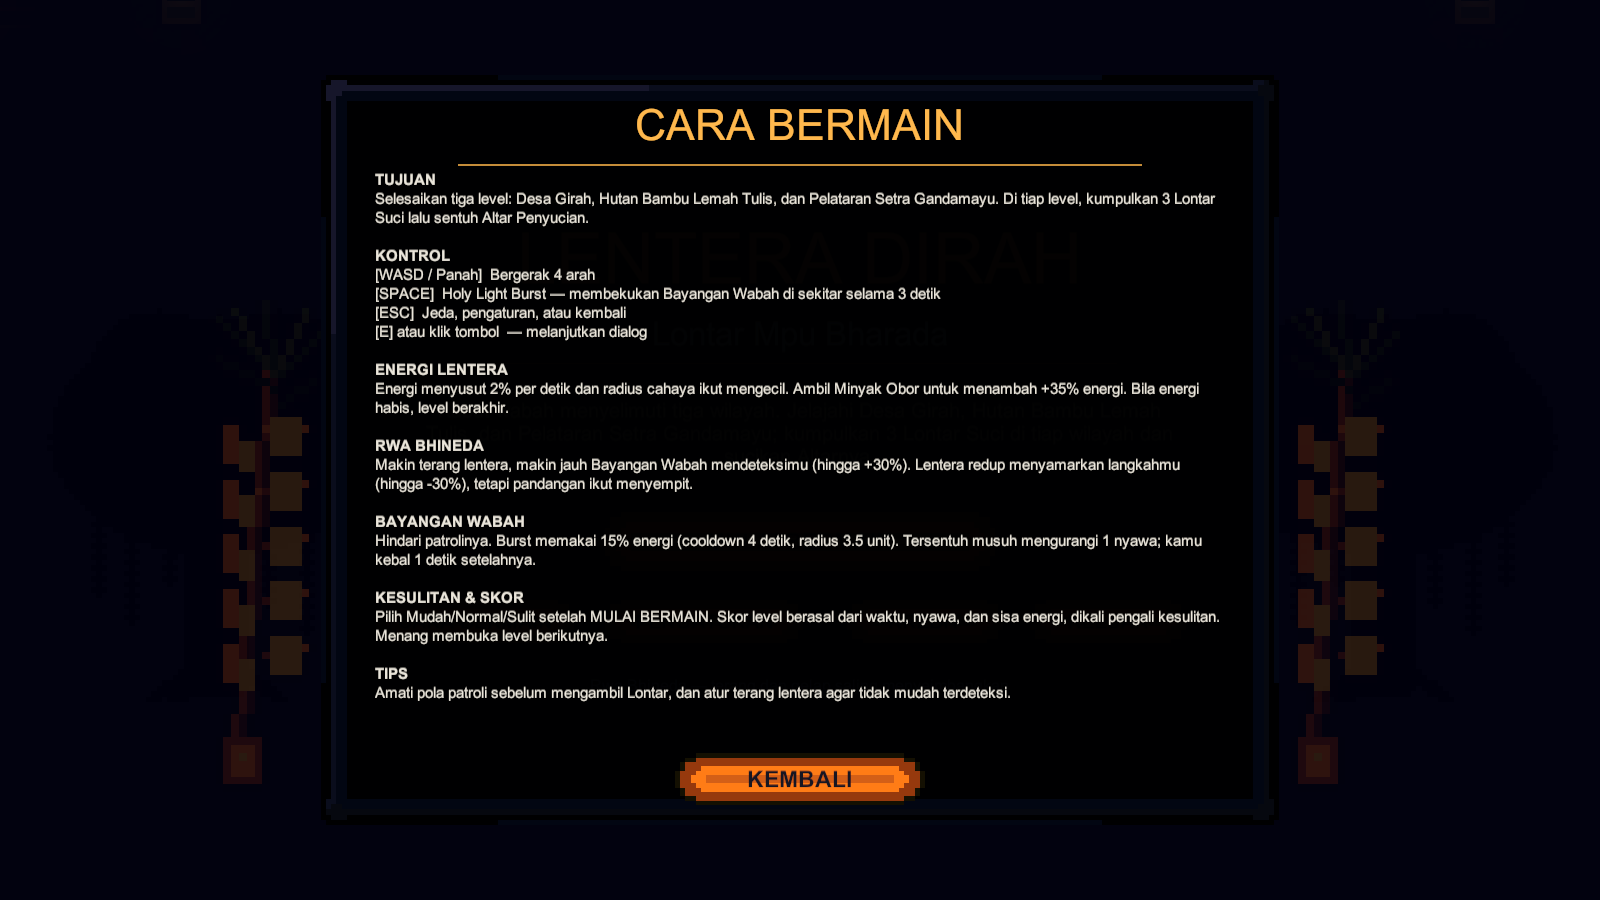 CARA BERMAIN
TUJUAN
Selesaikan tiga level: Desa Girah, Hutan Bambu Lemah Tulis, dan Pelataran Setra Gandamayu. Di tiap level, kumpulkan 3 Lontar
Suci lalu sentuh Altar Penyucian.
LENTERA DIRAH
KONTROL
[WASD / Panah]  Bergerak 4 arah
[SPACE]  Holy Light Burst — membekukan Bayangan Wabah di sekitar selama 3 detik
[ESC]  Jeda, pengaturan, atau kembali
[E] atau klik tombol  — melanjutkan dialog
Lontar Mpu Bharada
ENERGI LENTERA
Energi menyusut 2% per detik dan radius cahaya ikut mengecil. Ambil Minyak Obor untuk menambah +35% energi. Bila energi
habis, level berakhir.
RWA BHINEDA
Makin terang lentera, makin jauh Bayangan Wabah mendeteksimu (hingga +30%). Lentera redup menyamarkan langkahmu
(hingga -30%), tetapi pandangan ikut menyempit.
BAYANGAN WABAH
Hindari patrolinya. Burst memakai 15% energi (cooldown 4 detik, radius 3.5 unit). Tersentuh musuh mengurangi 1 nyawa; kamu
kebal 1 detik setelahnya.
KESULITAN & SKOR
Pilih Mudah/Normal/Sulit setelah MULAI BERMAIN. Skor level berasal dari waktu, nyawa, dan sisa energi, dikali pengali kesulitan.
Menang membuka level berikutnya.
TIPS
Amati pola patroli sebelum mengambil Lontar, dan atur terang lentera agar tidak mudah terdeteksi.
KEMBALI